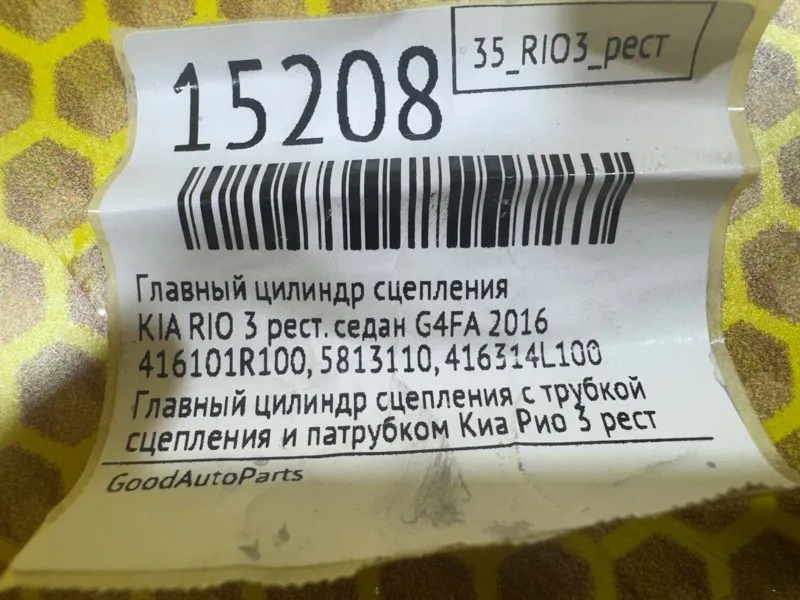 35_RIO3_рест
15208
Главный цилиндр сцепления
KIA RIO 3 рест. седан G4FA 2016
416101R100, 5813110, 416314L100
Главный цилиндр сцепления с трубкой
сцепления и патрубком Киа Рио 3 рест
GoodAutoParts